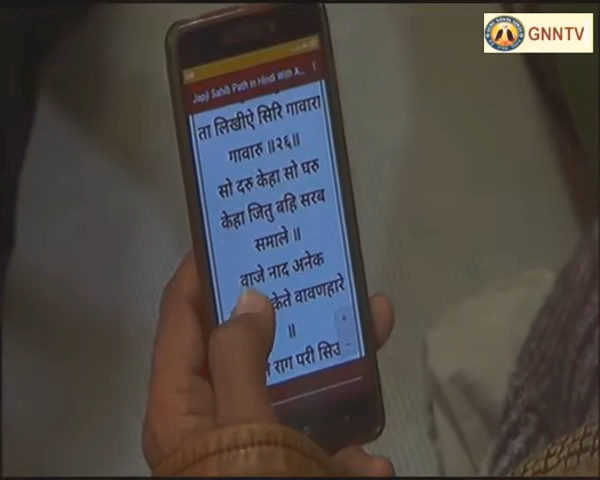 GNNTV
Japji Sahib Path in Hindi With A...
ता लिखीऐ सिरि गावारा
गावारु ॥२६॥
सो दरु केहा सो घरु
केहा जितु बहि सरब
समाले ॥
वाजे नाद अनेक
केते वावणहारे
॥
राग परी सिउ